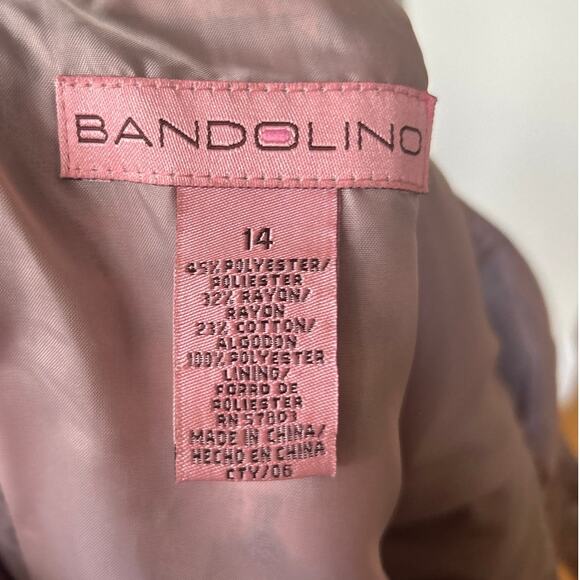 BANDOLINO
14
45% POLYESTER/
POLIESTER
32% RAYON/
RAYON
23% COTTON/
ALGODON
100% POLYESTER
LINING/
FORRO DE
POLIESTER
RN 57803
MADE IN CHINA/
HECHO EN CHINA
CTY/06